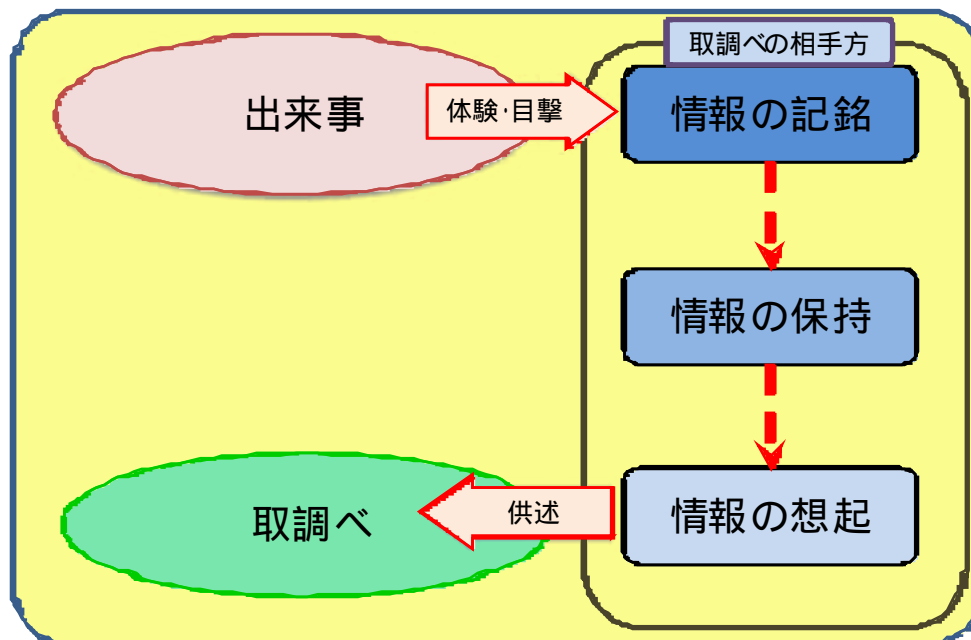 取調べの相手方
出来事
体験・目撃
情報の記銘
情報の保持
情報の想起
供述
取調べ